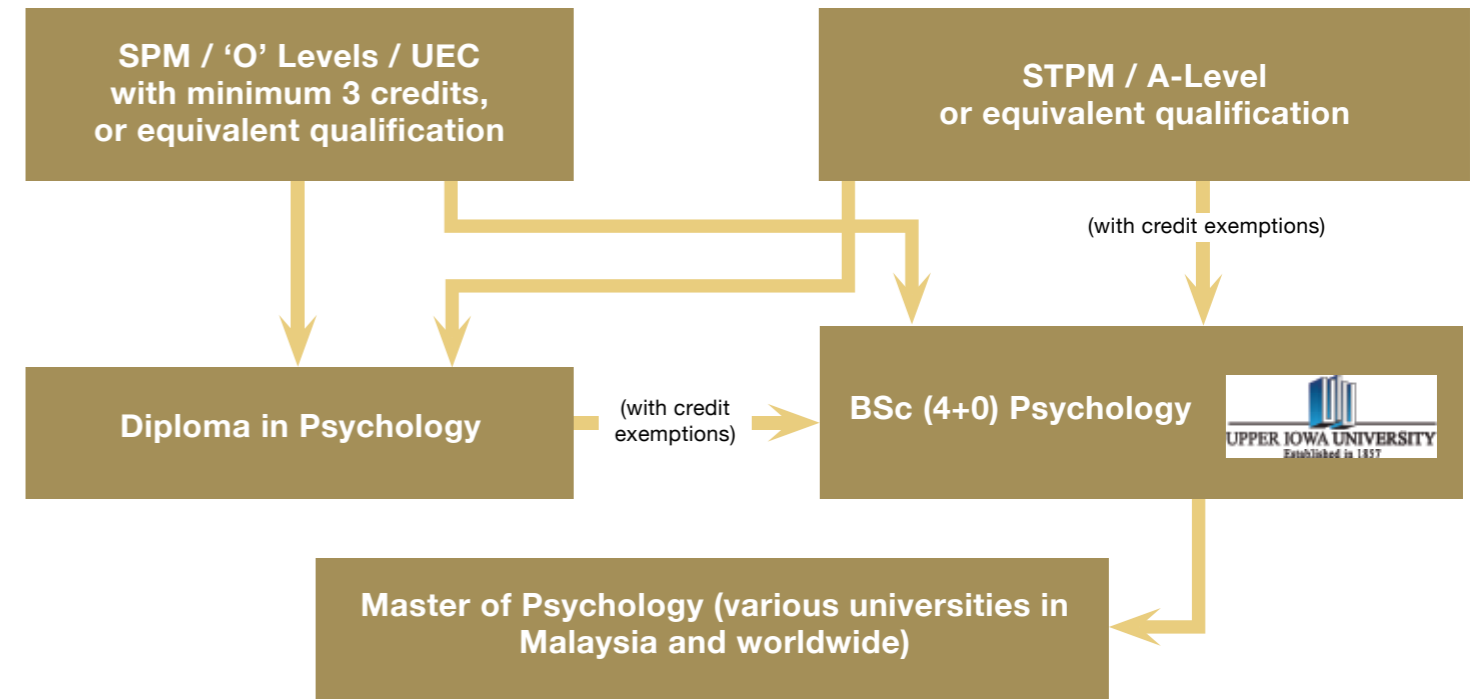 SPM / ‘O’ Levels / UEC
with minimum 3 credits,
or equivalent qualification
STPM / A-Level
or equivalent qualification
(with credit exemptions)
Diploma in Psychology
(with credit
exemptions)
BSc (4+0) Psychology
UPPER IOWA UNIVERSITY
Established in 1857
Master of Psychology (various universities in
Malaysia and worldwide)